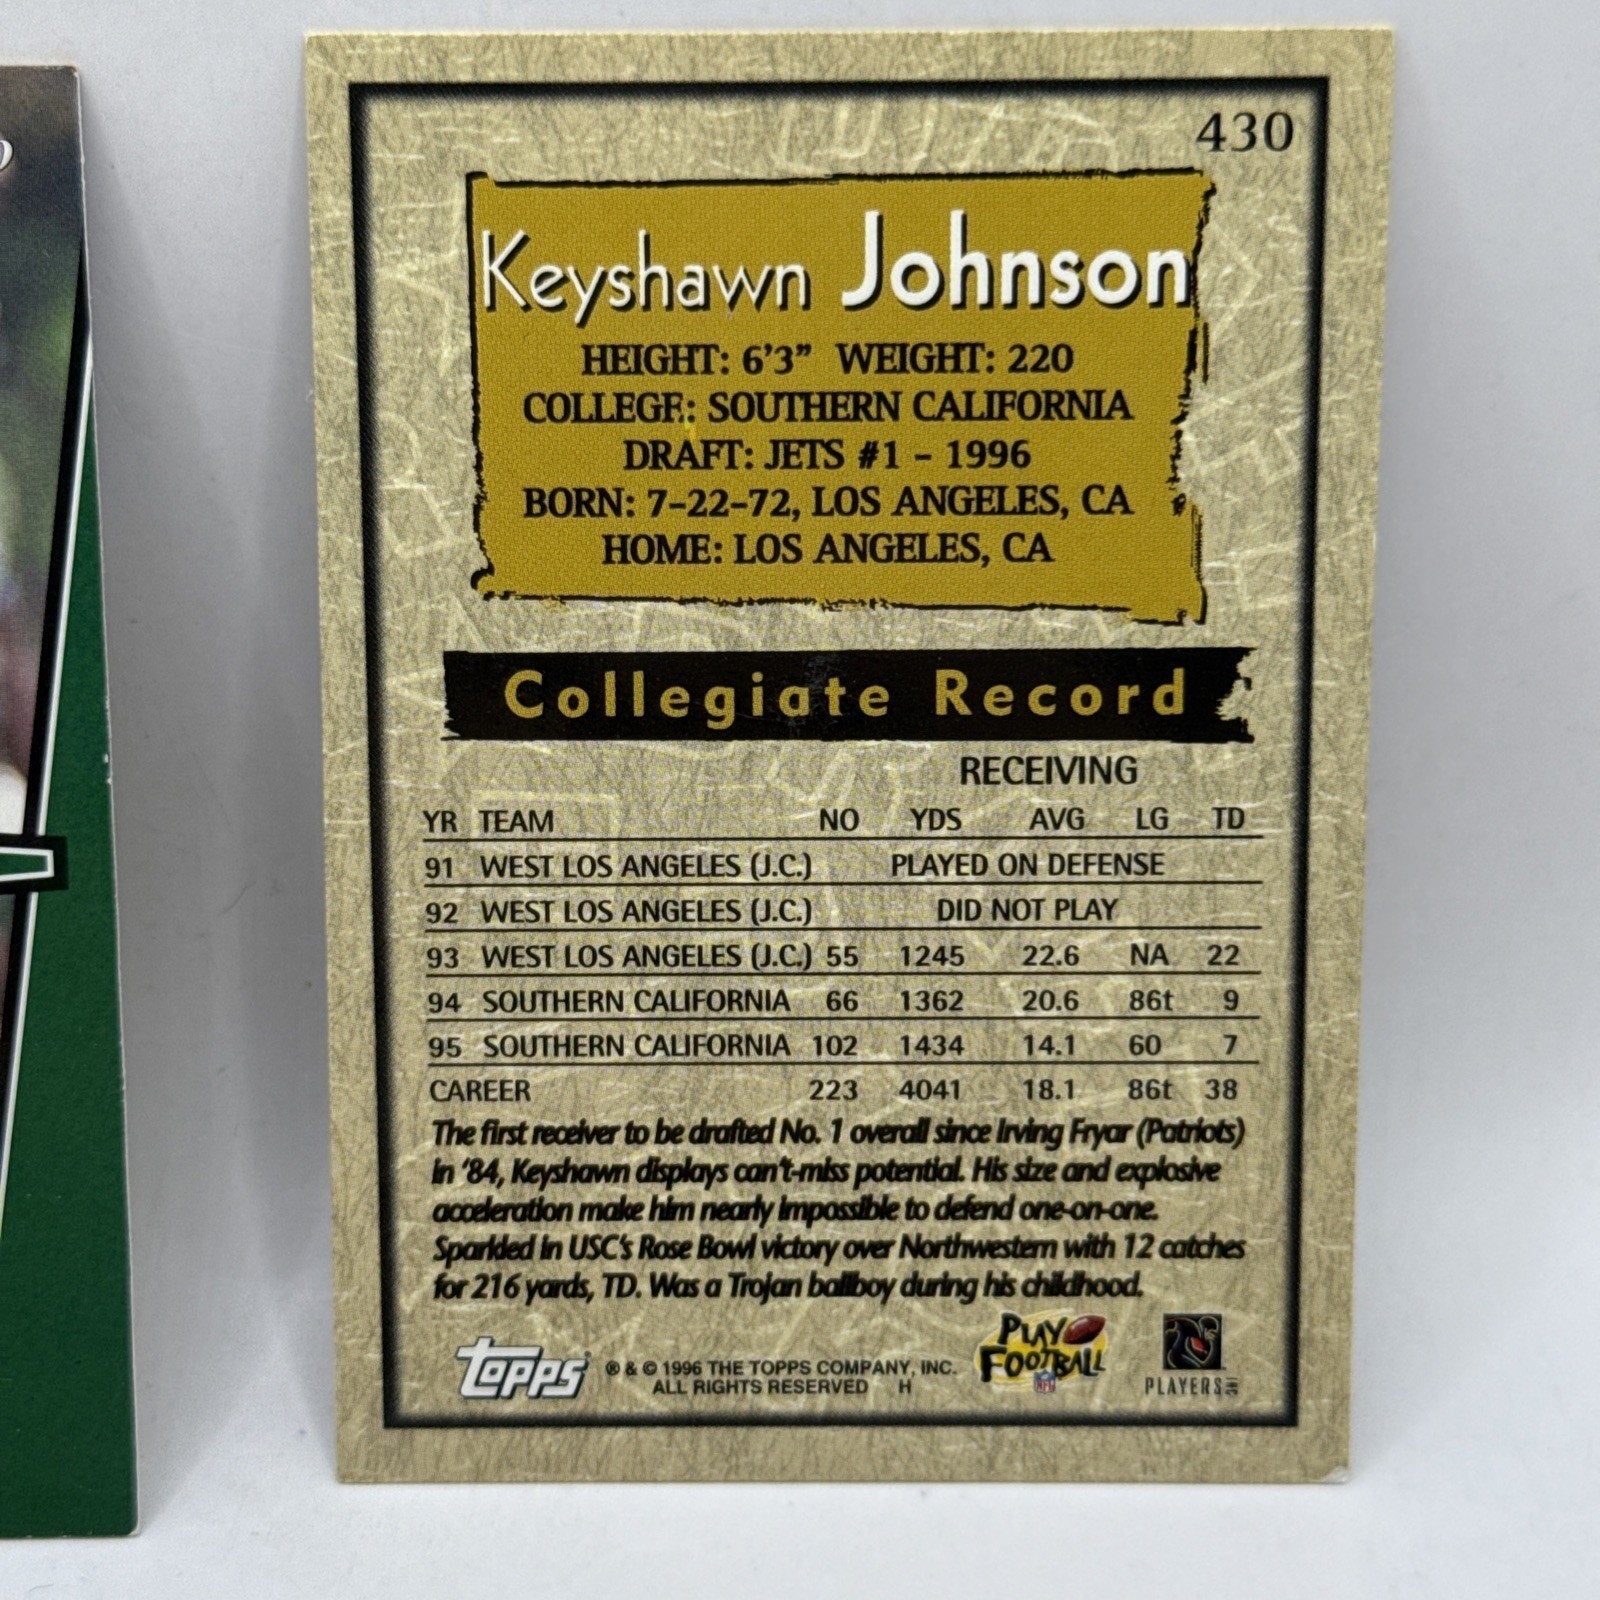 430
Keyshawn Johnson
HEIGHT: 6'3" WEIGHT: 220
COLLEGE: SOUTHERN CALIFORNIA
DRAFT: JETS #1 - 1996
BORN: 7-22-72, LOS ANGELES, CA
HOME: LOS ANGELES, CA
Collegiate Record
RECEIVING
YR TEAM NO YDS AVG LG TD
91 WEST LOS ANGELES (J.C.) PLAYED ON DEFENSE
92 WEST LOS ANGELES (J.C.) DID NOT PLAY
93 WEST LOS ANGELES (J.C.) 55 1245 22.6 NA 22
94 SOUTHERN CALIFORNIA 66 1362 20.6 86t 9
95 SOUTHERN CALIFORNIA 102 1434 14.1 60 7
CAREER 223 4041 18.1 86t 38
The first receiver to be drafted No. 1 overall since Irving Fryar (Patriots)
in '84, Keyshawn displays can't-miss potential. His size and explosive
acceleration make him nearly impossible to defend one-on-one.
Sparkled in USC's Rose Bowl victory over Northwestern with 12 catches
for 216 yards, TD. Was a Trojan ballboy during his childhood.
Topps ® & © 1996 THE TOPPS COMPANY, INC.
ALL RIGHTS RESERVED H
PLAY FOOTBALL
NFL
PLAYERS INC